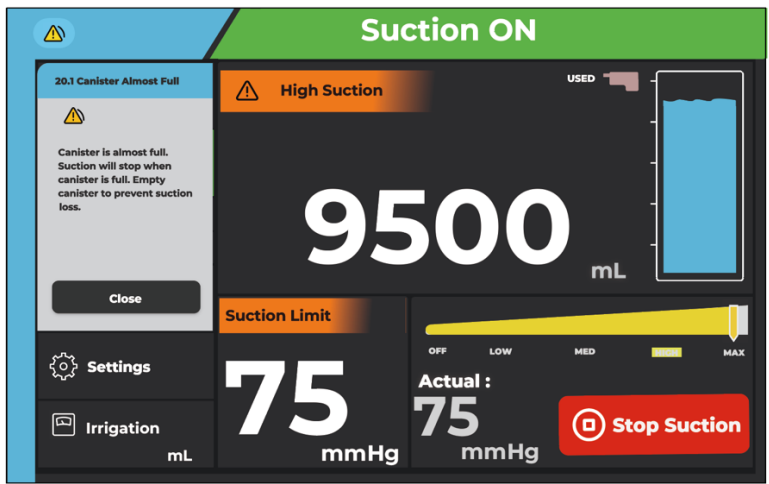 Suction ON
20.1 Canister Almost Full
Canister is almost full.
Suction will stop when
canister is full. Empty
canister to prevent suction
loss.
Close
Settings
Irrigation
mL
High Suction
USED
9500
mL
Suction Limit
75
mmHg
OFF LOW MED MAX
Actual :
75
mmHg
Stop Suction